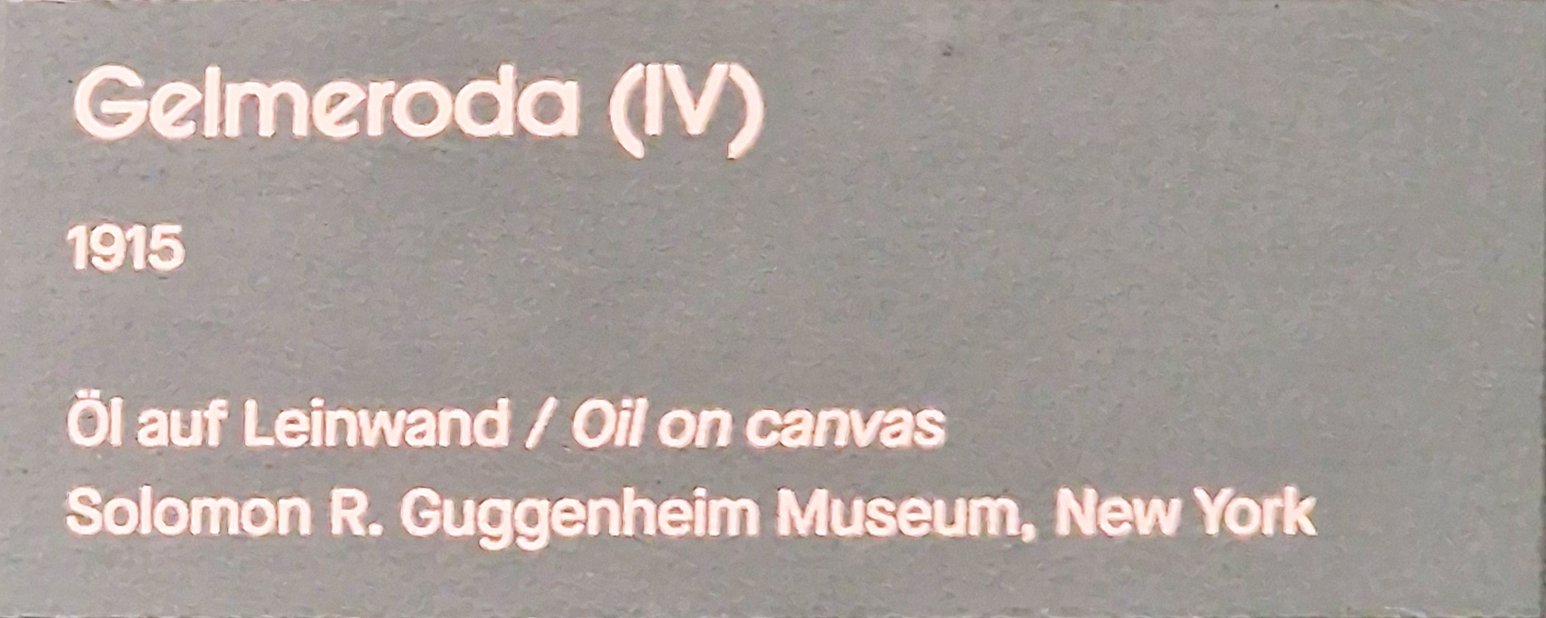 Gelmeroda (IV)
1915
Öl auf Leinwand / Oil on canvas
Solomon R. Guggenheim Museum, New York